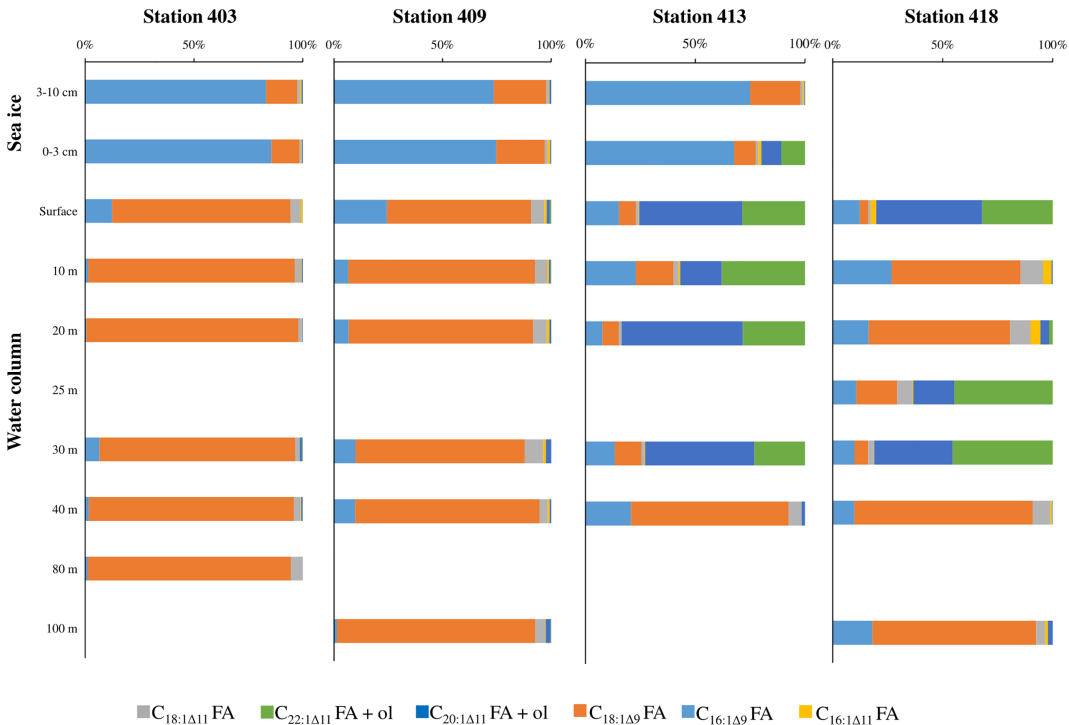 Station 403 Station 409 Station 413 Station 418
0% 50% 100% 0% 50% 100% 0% 50% 100% 0% 50% 100%
Sea ice
3-10 cm
0-3 cm
Water column
Surface
10 m
20 m
25 m
30 m
40 m
80 m
100 m
C18:1Δ11 FA C22:1Δ11 FA + ol C20:1Δ11 FA + ol C18:1Δ9 FA C16:1Δ9 FA C16:1Δ11 FA